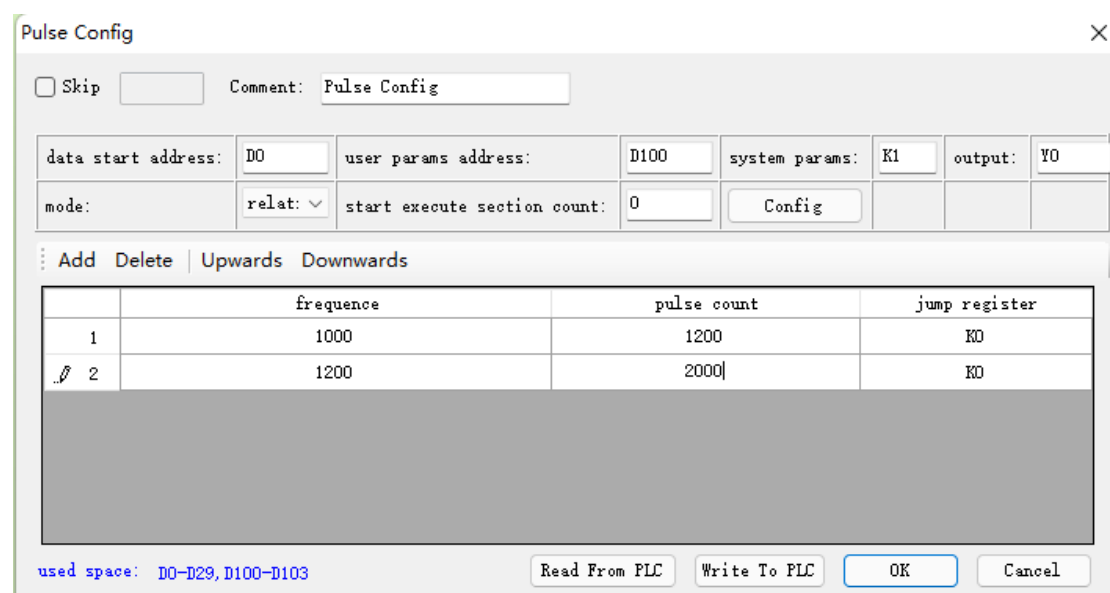 Pulse Config
Skip Comment: Pulse Config
data start address: D0 user params address: D100 system params: K1 output: Y0
mode: relat: start execute section count: 0 Config
Add Delete Upwards Downwards
frequence pulse count jump register
1 1000 1200 K0
2 1200 2000 K0
used space: D0-D29, D100-D103 Read From PLC Write To PLC OK Cancel